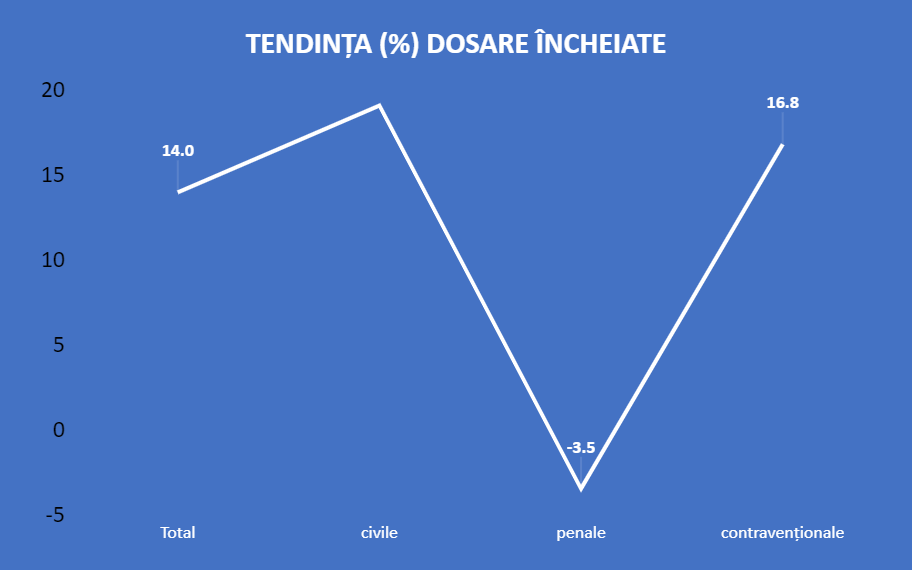 TENDINȚA (%) DOSARE ÎNCHEIATE
20
15
10
5
0
-5
14.0
-3.5
16.8
Total
civile
penale
contravenționale